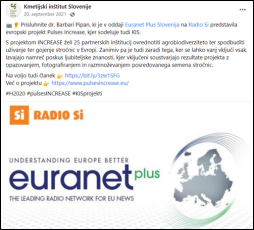 Kmetijski inštitut Slovenije
20. september 2021
Prisluhnite dr. Barbari Pipan, ki je v oddaji Euranet Plus Slovenija na Radio Si predstavila
evropski projekt Pulses Increase, kjer sodeluje tudi KIS.
S projektom INCREASE želi 25 partnerskih inštitucij ovrednotiti agrobiodiverziteto ter spodbuditi
uživanje ter gojenje stročnic v Evropi. Zanimiv pa je tudi zaradi tega, ker se lahko vanj vključi vsak.
Izvajajo namreč poskus ljubiteljske znanosti, kjer vključeni soustvarjajo rezultate projekta z
opazovanjem, fotografiranjem in razmnoževanjem posredovanega semena stročnic.
Na voljo tudi članek https://bit.ly/3zwTSFG
Več o projektu https://www.pulsesincrease.eu/
#H2020 #pulsesINCREASE #KISprojekti
Si RADIO Si
UNDERSTANDING EUROPE BETTER
euranet plus
THE LEADING RADIO NETWORK FOR EU NEWS